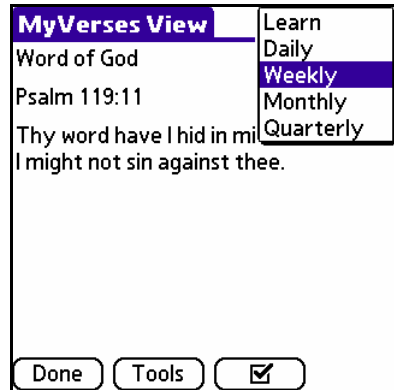 MyVerses View
Learn
Daily
Weekly
Monthly
Quarterly
Word of God
Psalm 119:11
Thy word have I hid in mi
I might not sin against thee.
Done
Tools